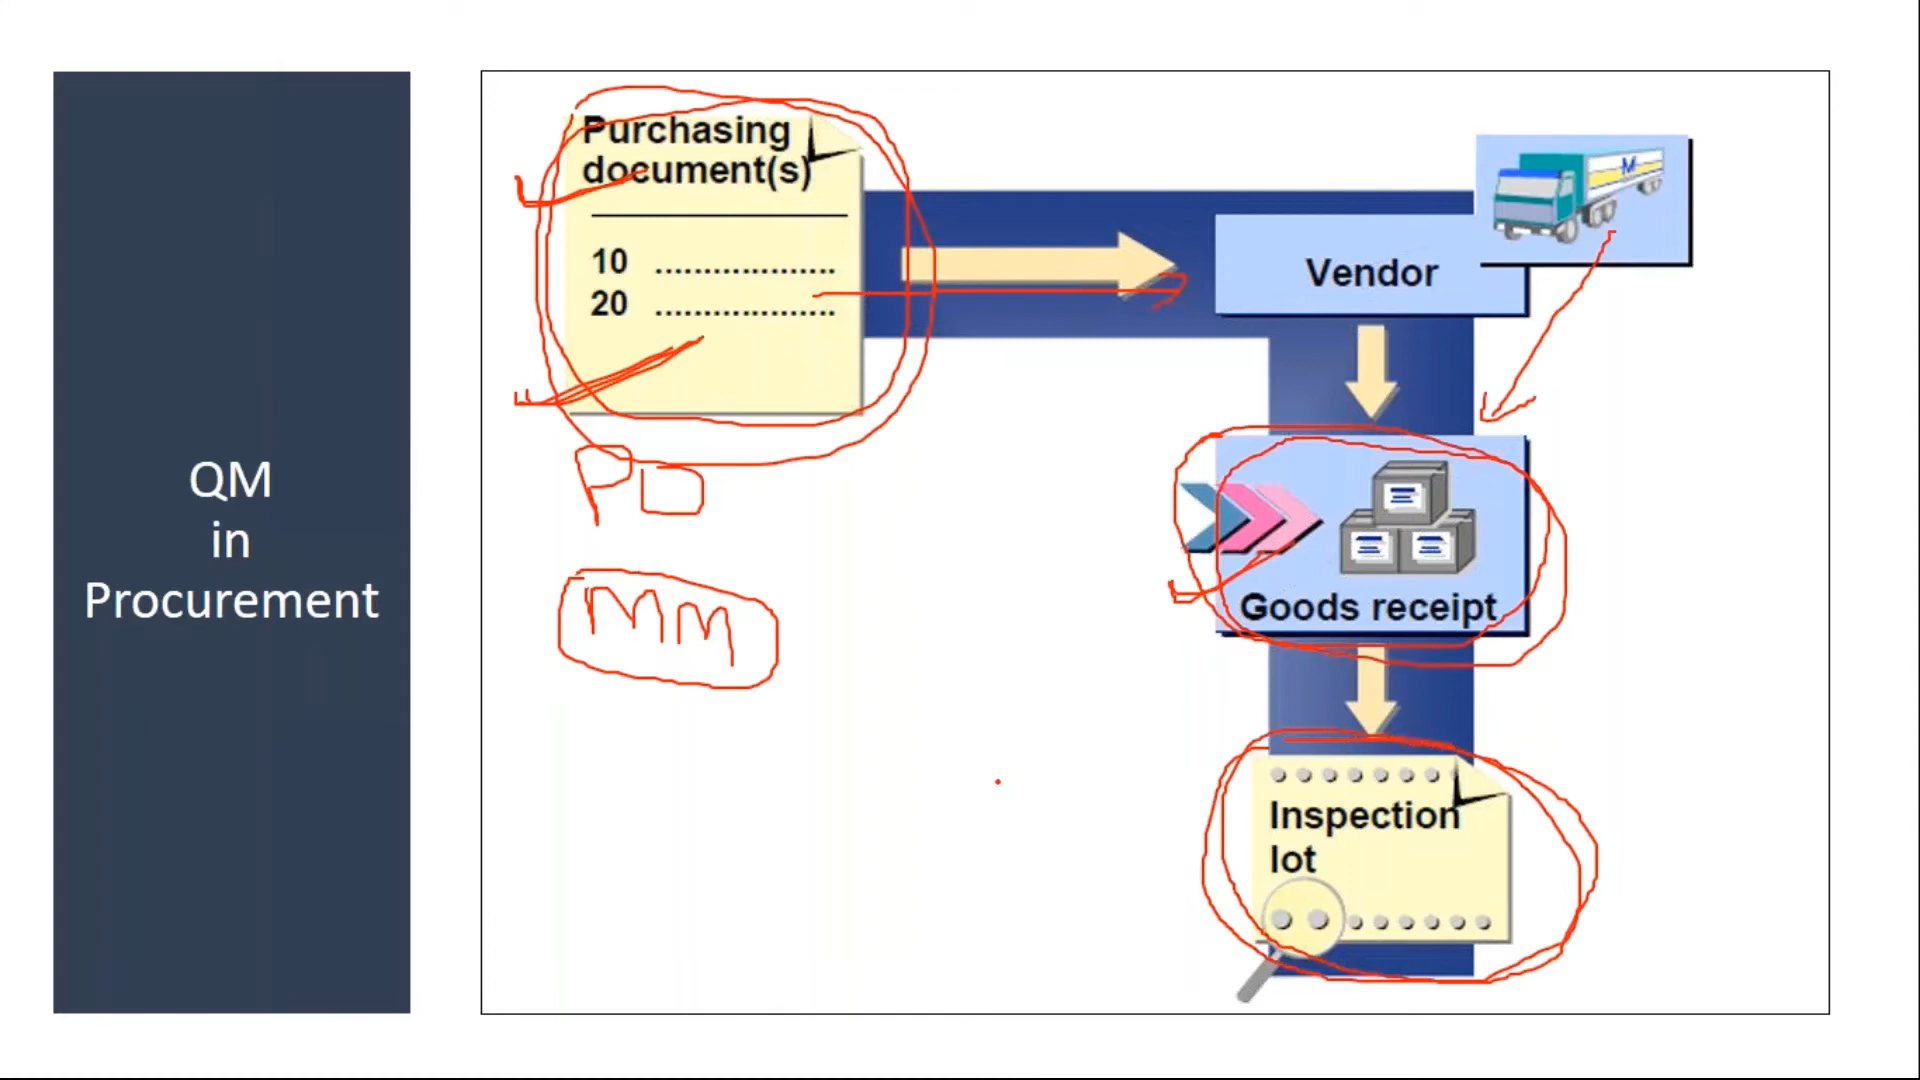 QM
in
Procurement
Purchasing
document(s)
10 ...................
20 ...................
PO
MM
M
Vendor
Goods receipt
Inspection
lot